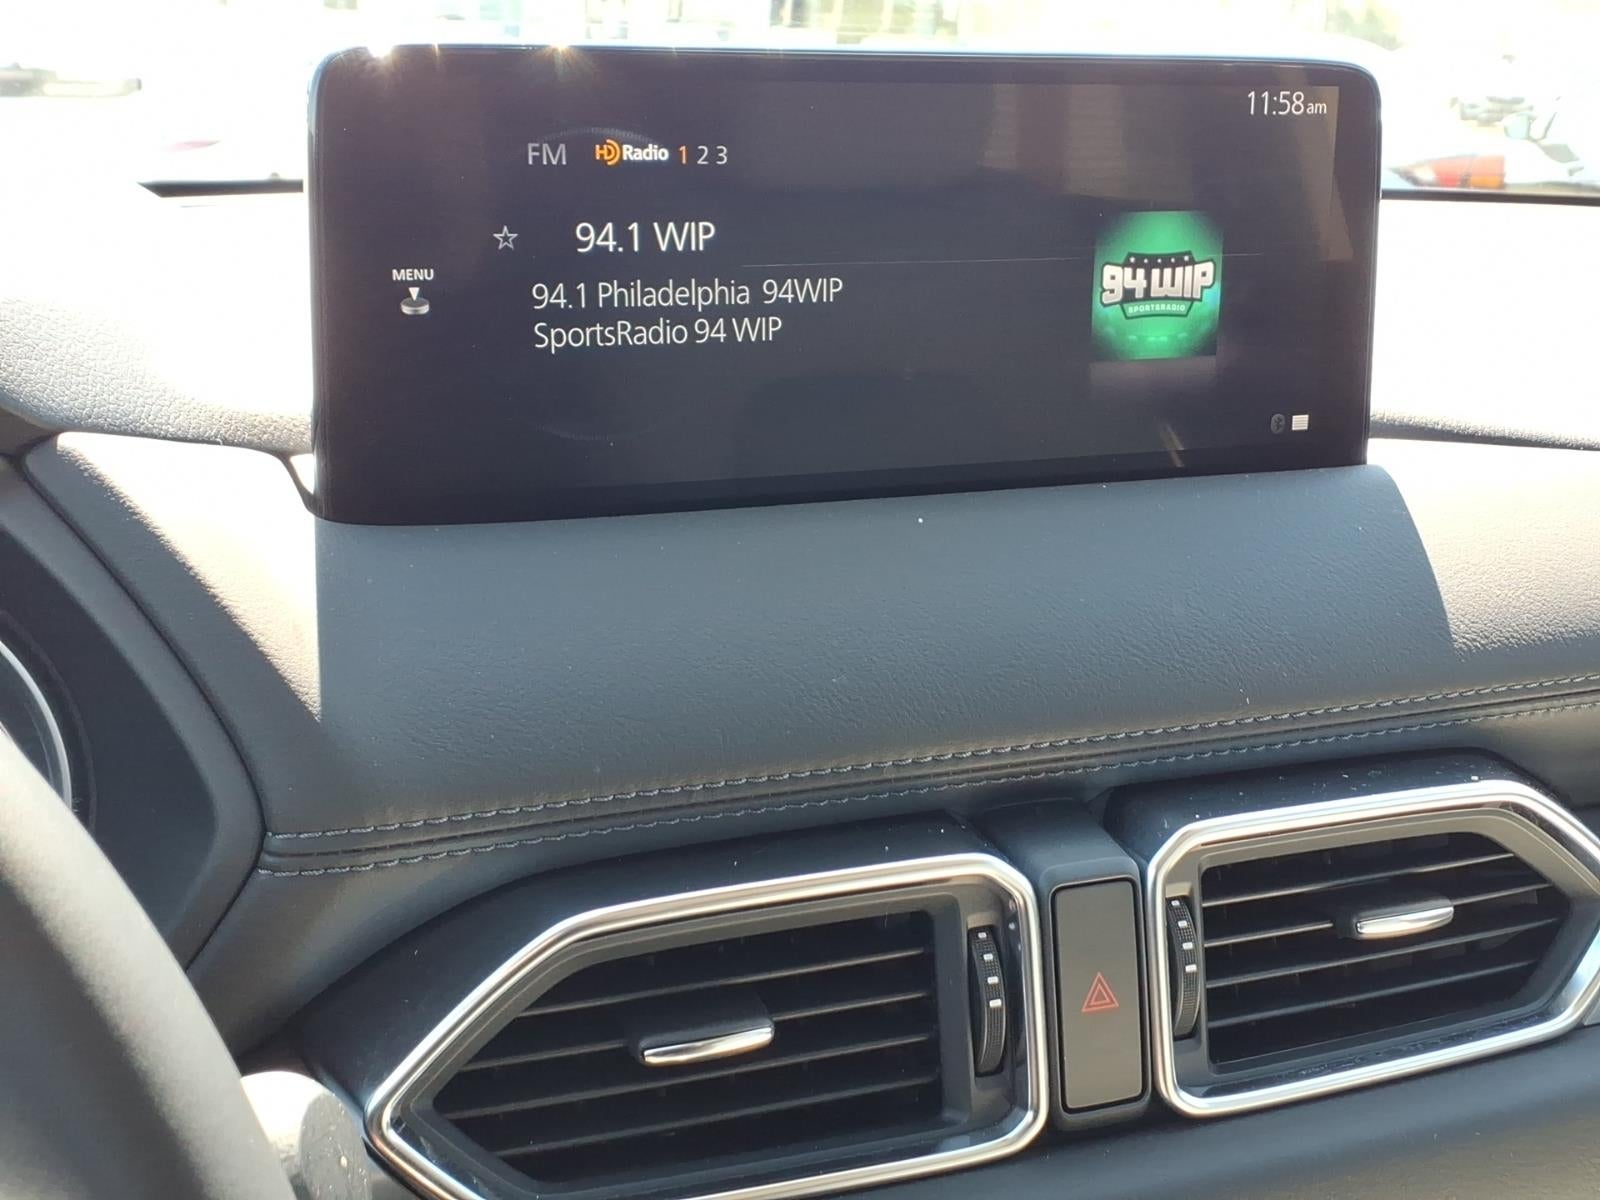 11:58am
FM HD Radio 1 2 3
94.1 WIP
MENU
94.1 Philadelphia 94WIP
SportsRadio 94 WIP
94 WIP
SPORTSRADIO